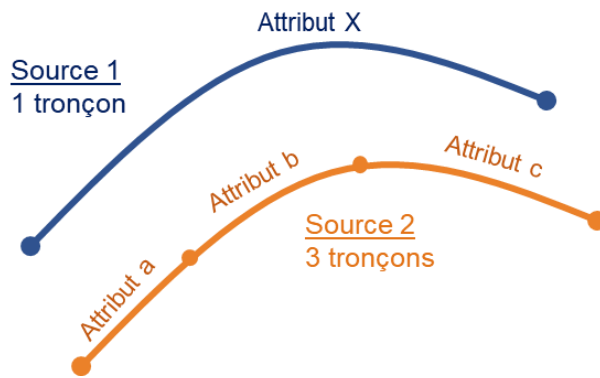 Attribut X
Source 1
1 tronçon
Attribut b
Attribut c
Source 2
3 tronçons
Attribut a